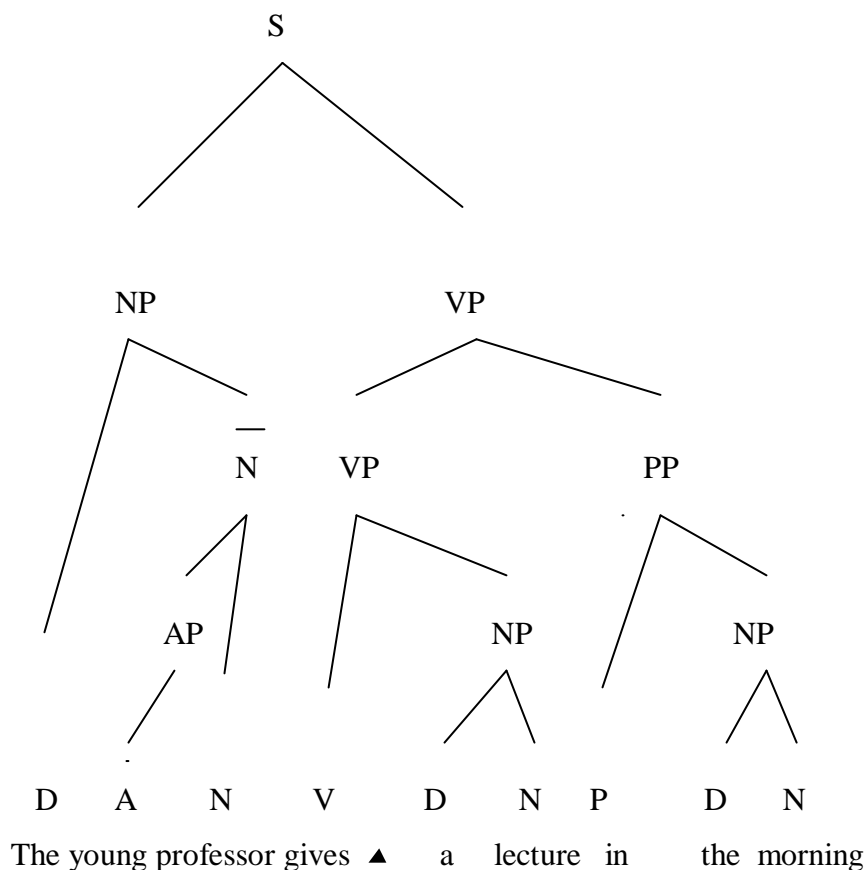 S
NP VP
N̅ VP PP
AP NP NP
D A N V D N P D N
The young professor gives ▲ a lecture in the morning